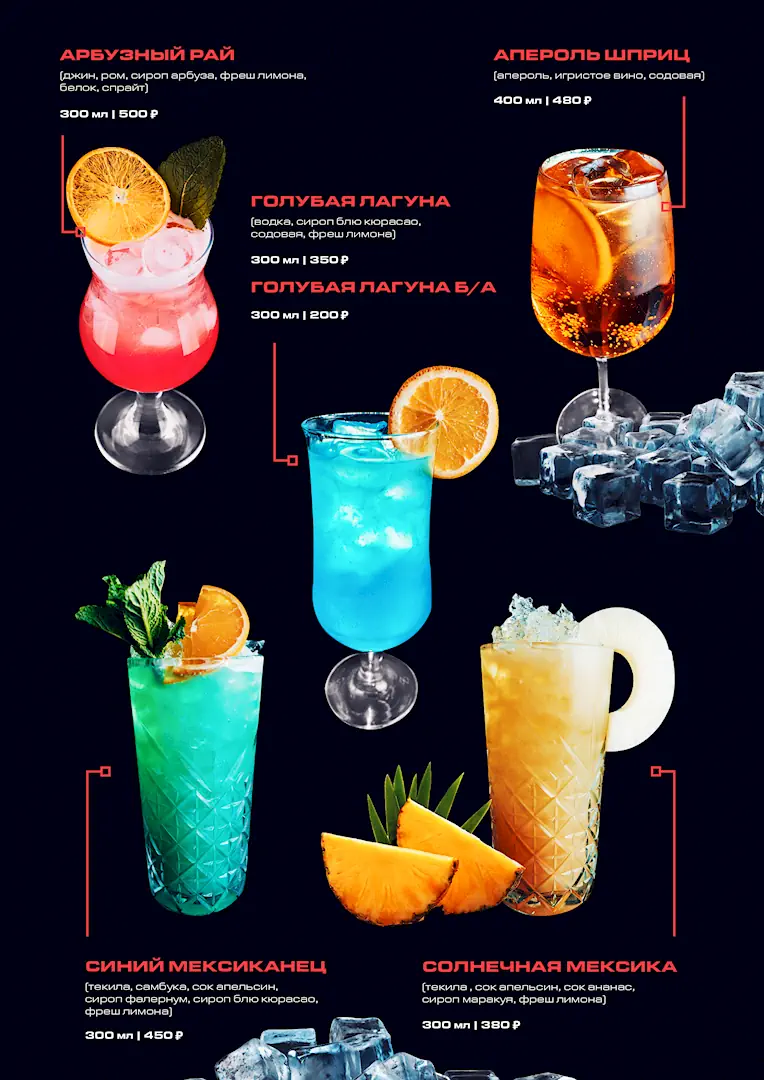 АРБУЗНЫЙ РАЙ
(джин, ром, сироп арбуза, фреш лимона,
белок, спрайт)
300 мл | 500 ₽
АПЕРОЛЬ ШПРИЦ
(апероль, игристое вино, содовая)
400 мл | 480 ₽
ГОЛУБАЯ ЛАГУНА
(водка, сироп блю кюрасао,
содовая, фреш лимона)
300 мл | 350 ₽
ГОЛУБАЯ ЛАГУНА Б/А
300 мл | 200 ₽
СИНИЙ МЕКСИКАНЕЦ
(текила, самбука, сок апельсин,
сироп фалернум, сироп блю кюрасао,
фреш лимона)
300 мл | 450 ₽
СОЛНЕЧНАЯ МЕКСИКА
(текила , сок апельсин, сок ананас,
сироп маракуя, фреш лимона)
300 мл | 380 ₽